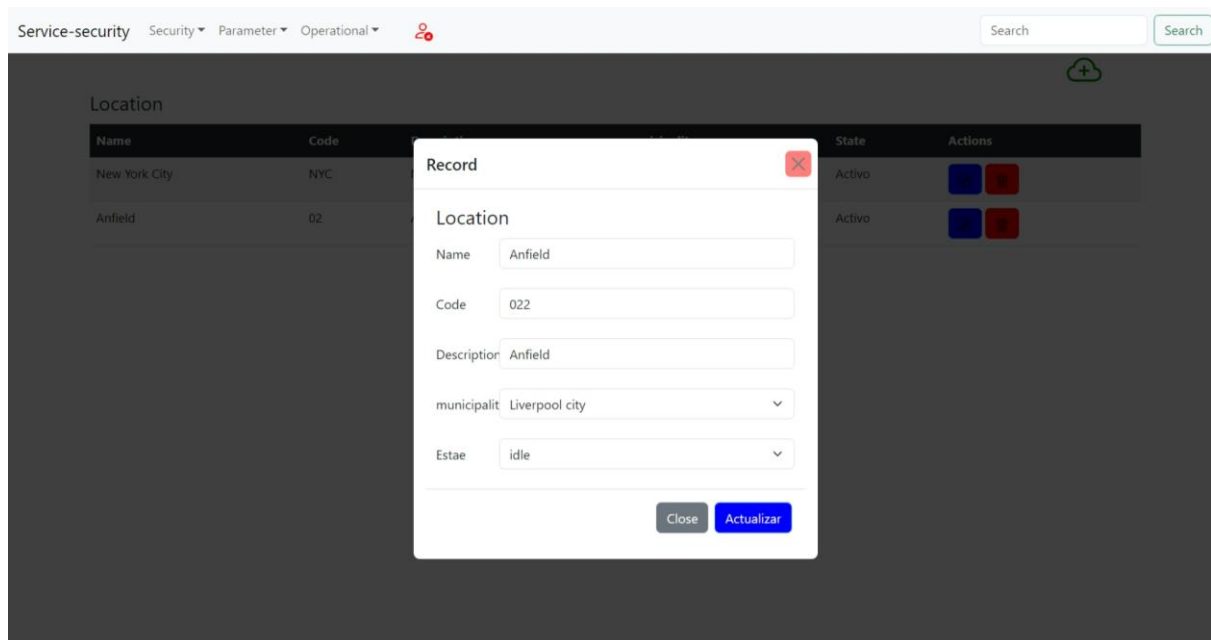 Service-security Security Parameter Operational Search Search
Location
Name Code State Actions
New York City NYC Activo
Anfield 02 Activo
Record
Location
Name Anfield
Code 022
Description Anfield
municipalit Liverpool city
Estae idle
Close Actualizar